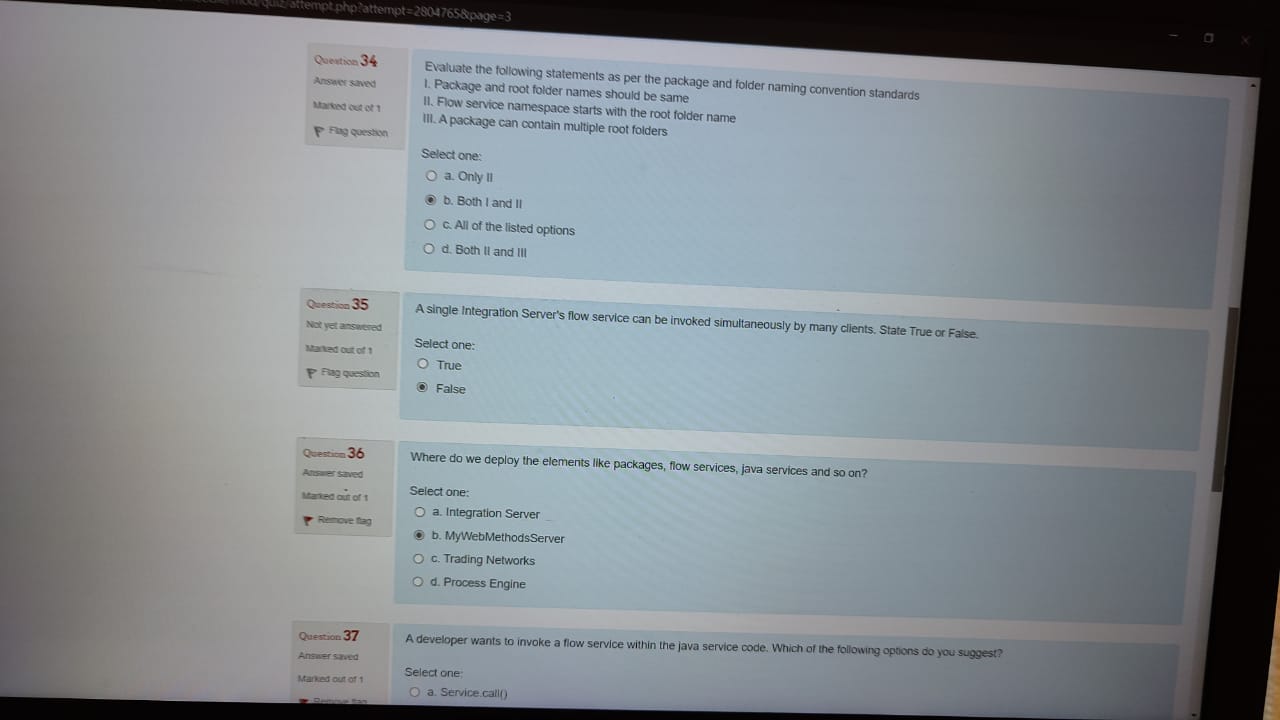 attempt.php?attempt=2804765&page=3
Question 34
Answer saved
Marked out of 1
Flag question
Evaluate the following statements as per the package and folder naming convention standards
I. Package and root folder names should be same
II. Flow service namespace starts with the root folder name
III. A package can contain multiple root folders
Select one:
a. Only II
b. Both I and II
c. All of the listed options
d. Both II and III
Question 35
Not yet answered
Marked out of 1
Flag question
A single Integration Server's flow service can be invoked simultaneously by many clients. State True or False.
Select one:
True
False
Question 36
Answer saved
Marked out of 1
Remove flag
Where do we deploy the elements like packages, flow services, java services and so on?
Select one:
a. Integration Server
b. MyWebMethodsServer
c. Trading Networks
d. Process Engine
Question 37
Answer saved
Marked out of 1
Remove flag
A developer wants to invoke a flow service within the java service code. Which of the following options do you suggest?
Select one:
a. Service.call()